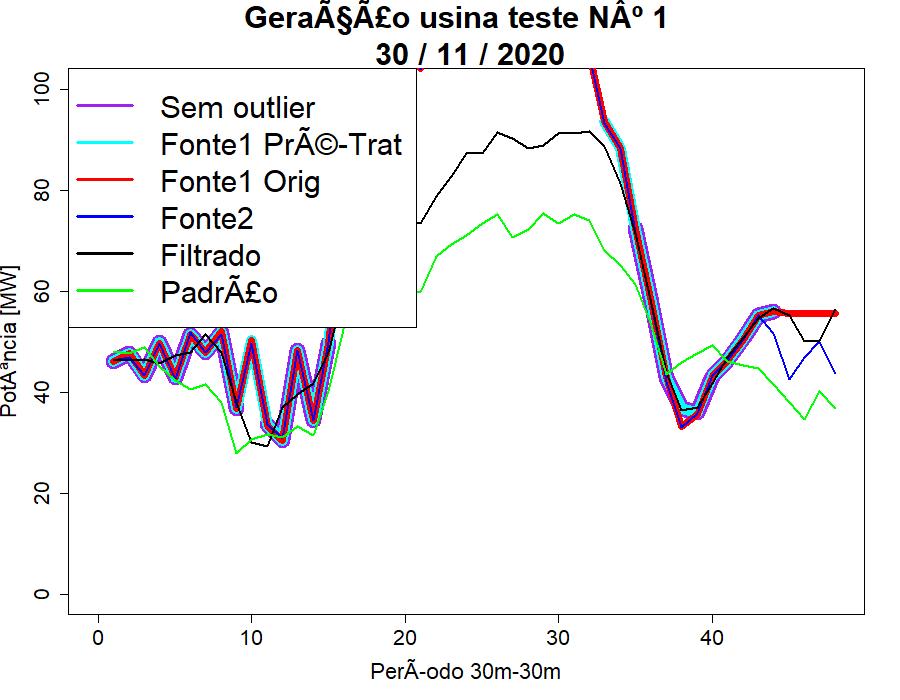 GeraÃ§Ã£o usina teste NÂº 1
30 / 11 / 2020
Sem outlier
Fonte1 PrÃ©-Trat
Fonte1 Orig
Fonte2
Filtrado
PadrÃ£o
PotÃªncia [MW]
100
80
60
40
20
0
0 10 20 30 40
PerÃ­odo 30m-30m